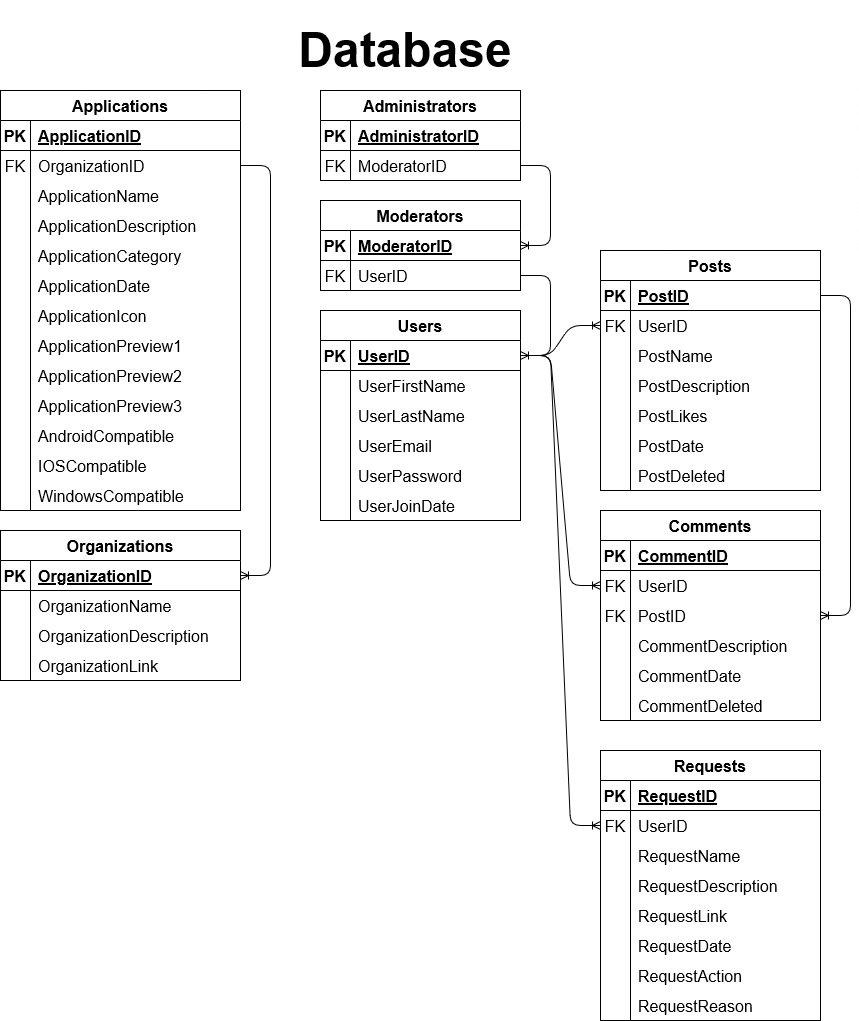 Database
Applications
PK ApplicationID
FK OrganizationID
ApplicationName
ApplicationDescription
ApplicationCategory
ApplicationDate
ApplicationIcon
ApplicationPreview1
ApplicationPreview2
ApplicationPreview3
AndroidCompatible
IOSCompatible
WindowsCompatible
Organizations
PK OrganizationID
OrganizationName
OrganizationDescription
OrganizationLink
Administrators
PK AdministratorID
FK ModeratorID
Moderators
PK ModeratorID
FK UserID
Users
PK UserID
UserFirstName
UserLastName
UserEmail
UserPassword
UserJoinDate
Posts
PK PostID
FK UserID
PostName
PostDescription
PostLikes
PostDate
PostDeleted
Comments
PK CommentID
FK UserID
FK PostID
CommentDescription
CommentDate
CommentDeleted
Requests
PK RequestID
FK UserID
RequestName
RequestDescription
RequestLink
RequestDate
RequestAction
RequestReason